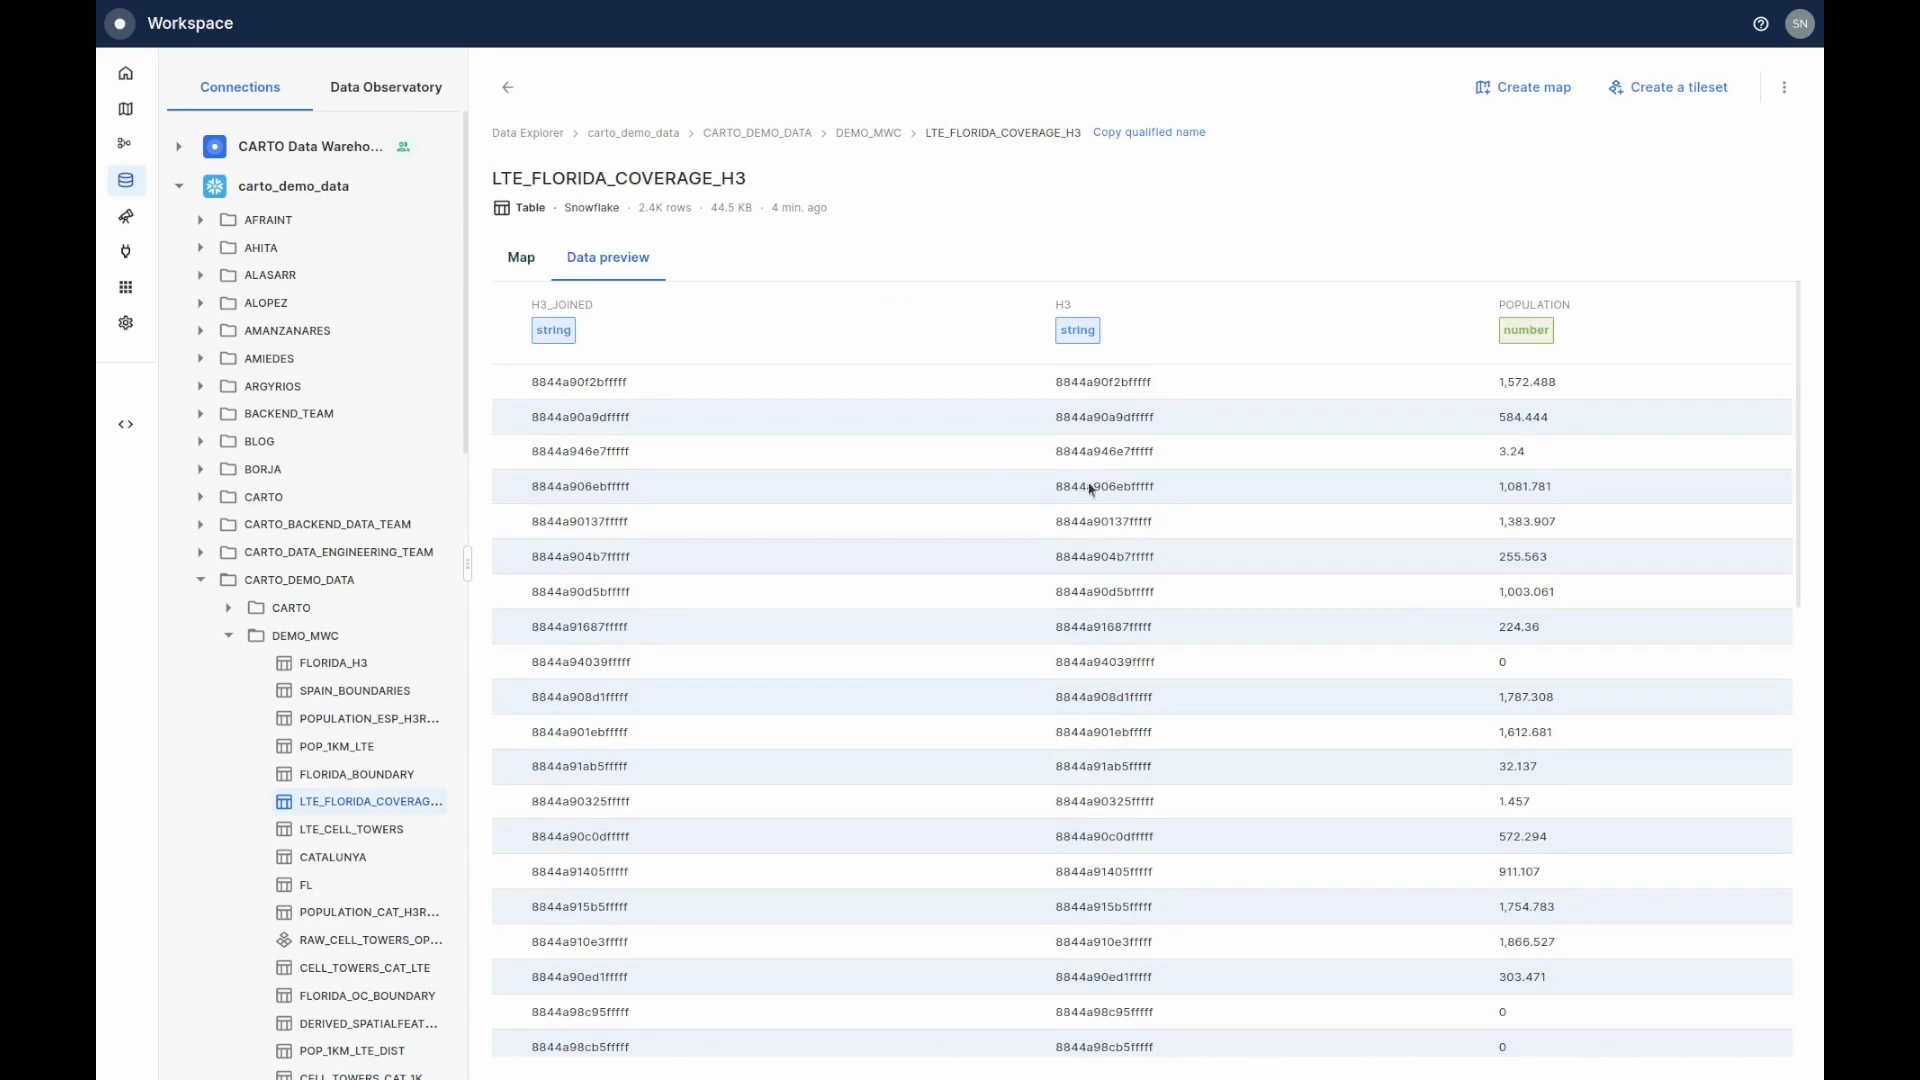 Workspace
SN
Connections
Data Observatory
CARTO Data Wareho...
carto_demo_data
AFRAINT
AHITA
ALASARR
ALOPEZ
AMANZANARES
AMIEDES
ARGYRIOS
BACKEND_TEAM
BLOG
BORJA
CARTO
CARTO_BACKEND_DATA_TEAM
CARTO_DATA_ENGINEERING_TEAM
CARTO_DEMO_DATA
CARTO
DEMO_MWC
FLORIDA_H3
SPAIN_BOUNDARIES
POPULATION_ESP_H3R...
POP_1KM_LTE
FLORIDA_BOUNDARY
LTE_FLORIDA_COVERAG...
LTE_CELL_TOWERS
CATALUNYA
FL
POPULATION_CAT_H3R...
RAW_CELL_TOWERS_OP...
CELL_TOWERS_CAT_LTE
FLORIDA_OC_BOUNDARY
DERIVED_SPATIALFEAT...
POP_1KM_LTE_DIST
CELL_TOWERS_CAT_1K
Create map
Create a tileset
Data Explorer > carto_demo_data > CARTO_DEMO_DATA > DEMO_MWC > LTE_FLORIDA_COVERAGE_H3 Copy qualified name
LTE_FLORIDA_COVERAGE_H3
Table · Snowflake · 2.4K rows · 44.5 KB · 4 min. ago
Map
Data preview
H3_JOINED H3 POPULATION
string string number
8844a90f2bfffff 8844a90f2bfffff 1,572.488
8844a90a9dfffff 8844a90a9dfffff 584.444
8844a946e7fffff 8844a946e7fffff 3.24
8844a906ebfffff 8844a906ebfffff 1,081.781
8844a90137fffff 8844a90137fffff 1,383.907
8844a904b7fffff 8844a904b7fffff 255.563
8844a90d5bfffff 8844a90d5bfffff 1,003.061
8844a91687fffff 8844a91687fffff 224.36
8844a94039fffff 8844a94039fffff 0
8844a908d1fffff 8844a908d1fffff 1,787.308
8844a901ebfffff 8844a901ebfffff 1,612.681
8844a91ab5fffff 8844a91ab5fffff 32.137
8844a90325fffff 8844a90325fffff 1.457
8844a90c0dfffff 8844a90c0dfffff 572.294
8844a91405fffff 8844a91405fffff 911.107
8844a915b5fffff 8844a915b5fffff 1,754.783
8844a910e3fffff 8844a910e3fffff 1,866.527
8844a90ed1fffff 8844a90ed1fffff 303.471
8844a98c95fffff 8844a98c95fffff 0
8844a98cb5fffff 8844a98cb5fffff 0